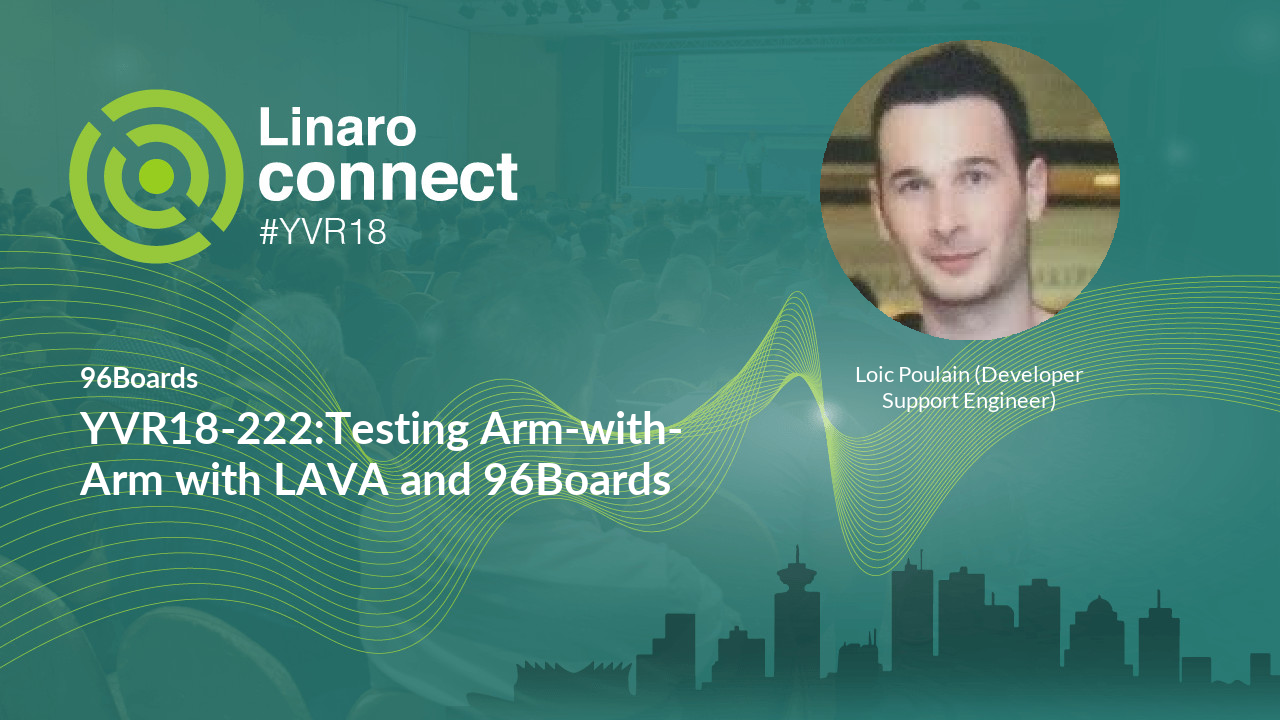 Linaro
connect
#YVR18
96Boards
YVR18-222:Testing Arm-with-
Arm with LAVA and 96Boards
Loic Poulain (Developer
Support Engineer)